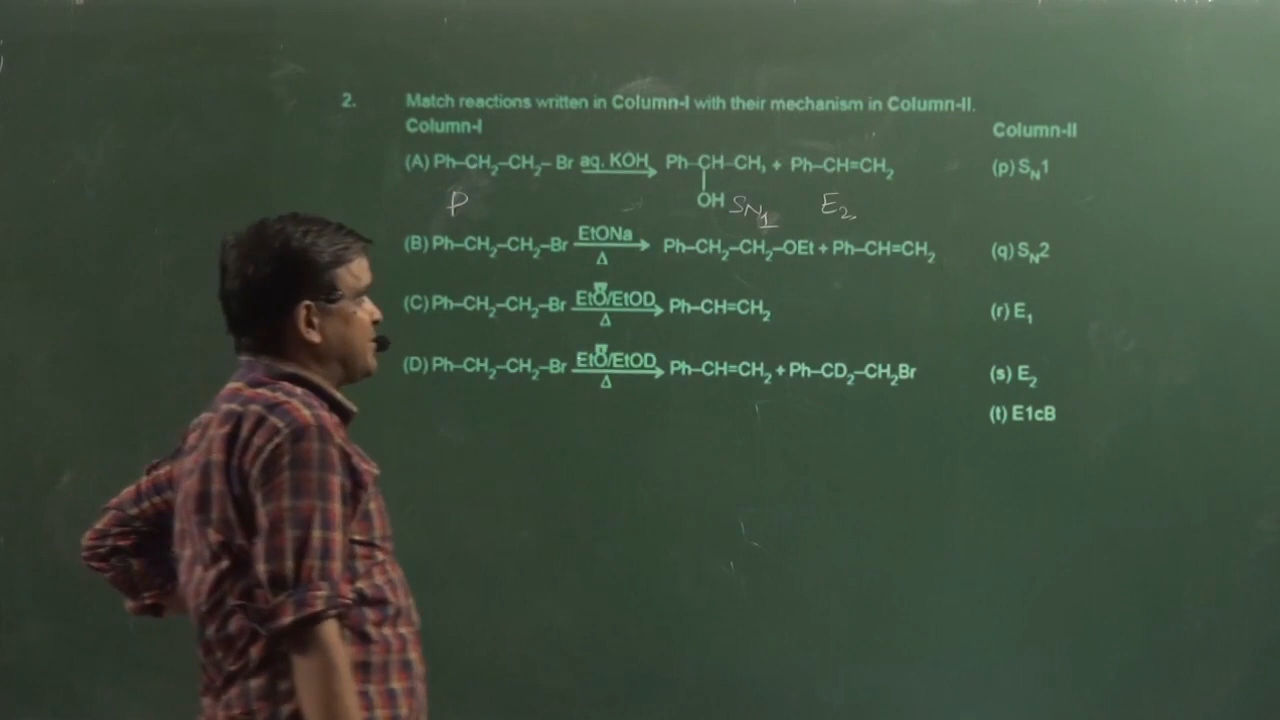 2. Match reactions written in Column-I with their mechanism in Column-II.
Column-I Column-II
(A) Ph–CH2–CH2–Br aq. KOH → Ph–CH–CH3 + Ph–CH=CH2 (p) SN1
OH SN1 E2
P
(B) Ph–CH2–CH2–Br EtONa → Δ Ph–CH2–CH2–OEt + Ph–CH=CH2 (q) SN2
(C) Ph–CH2–CH2–Br EtO/EtOD → Δ Ph–CH=CH2 (r) E1
(D) Ph–CH2–CH2–Br EtO/EtOD → Δ Ph–CH=CH2 + Ph–CD2–CH2Br (s) E2
(t) E1cB